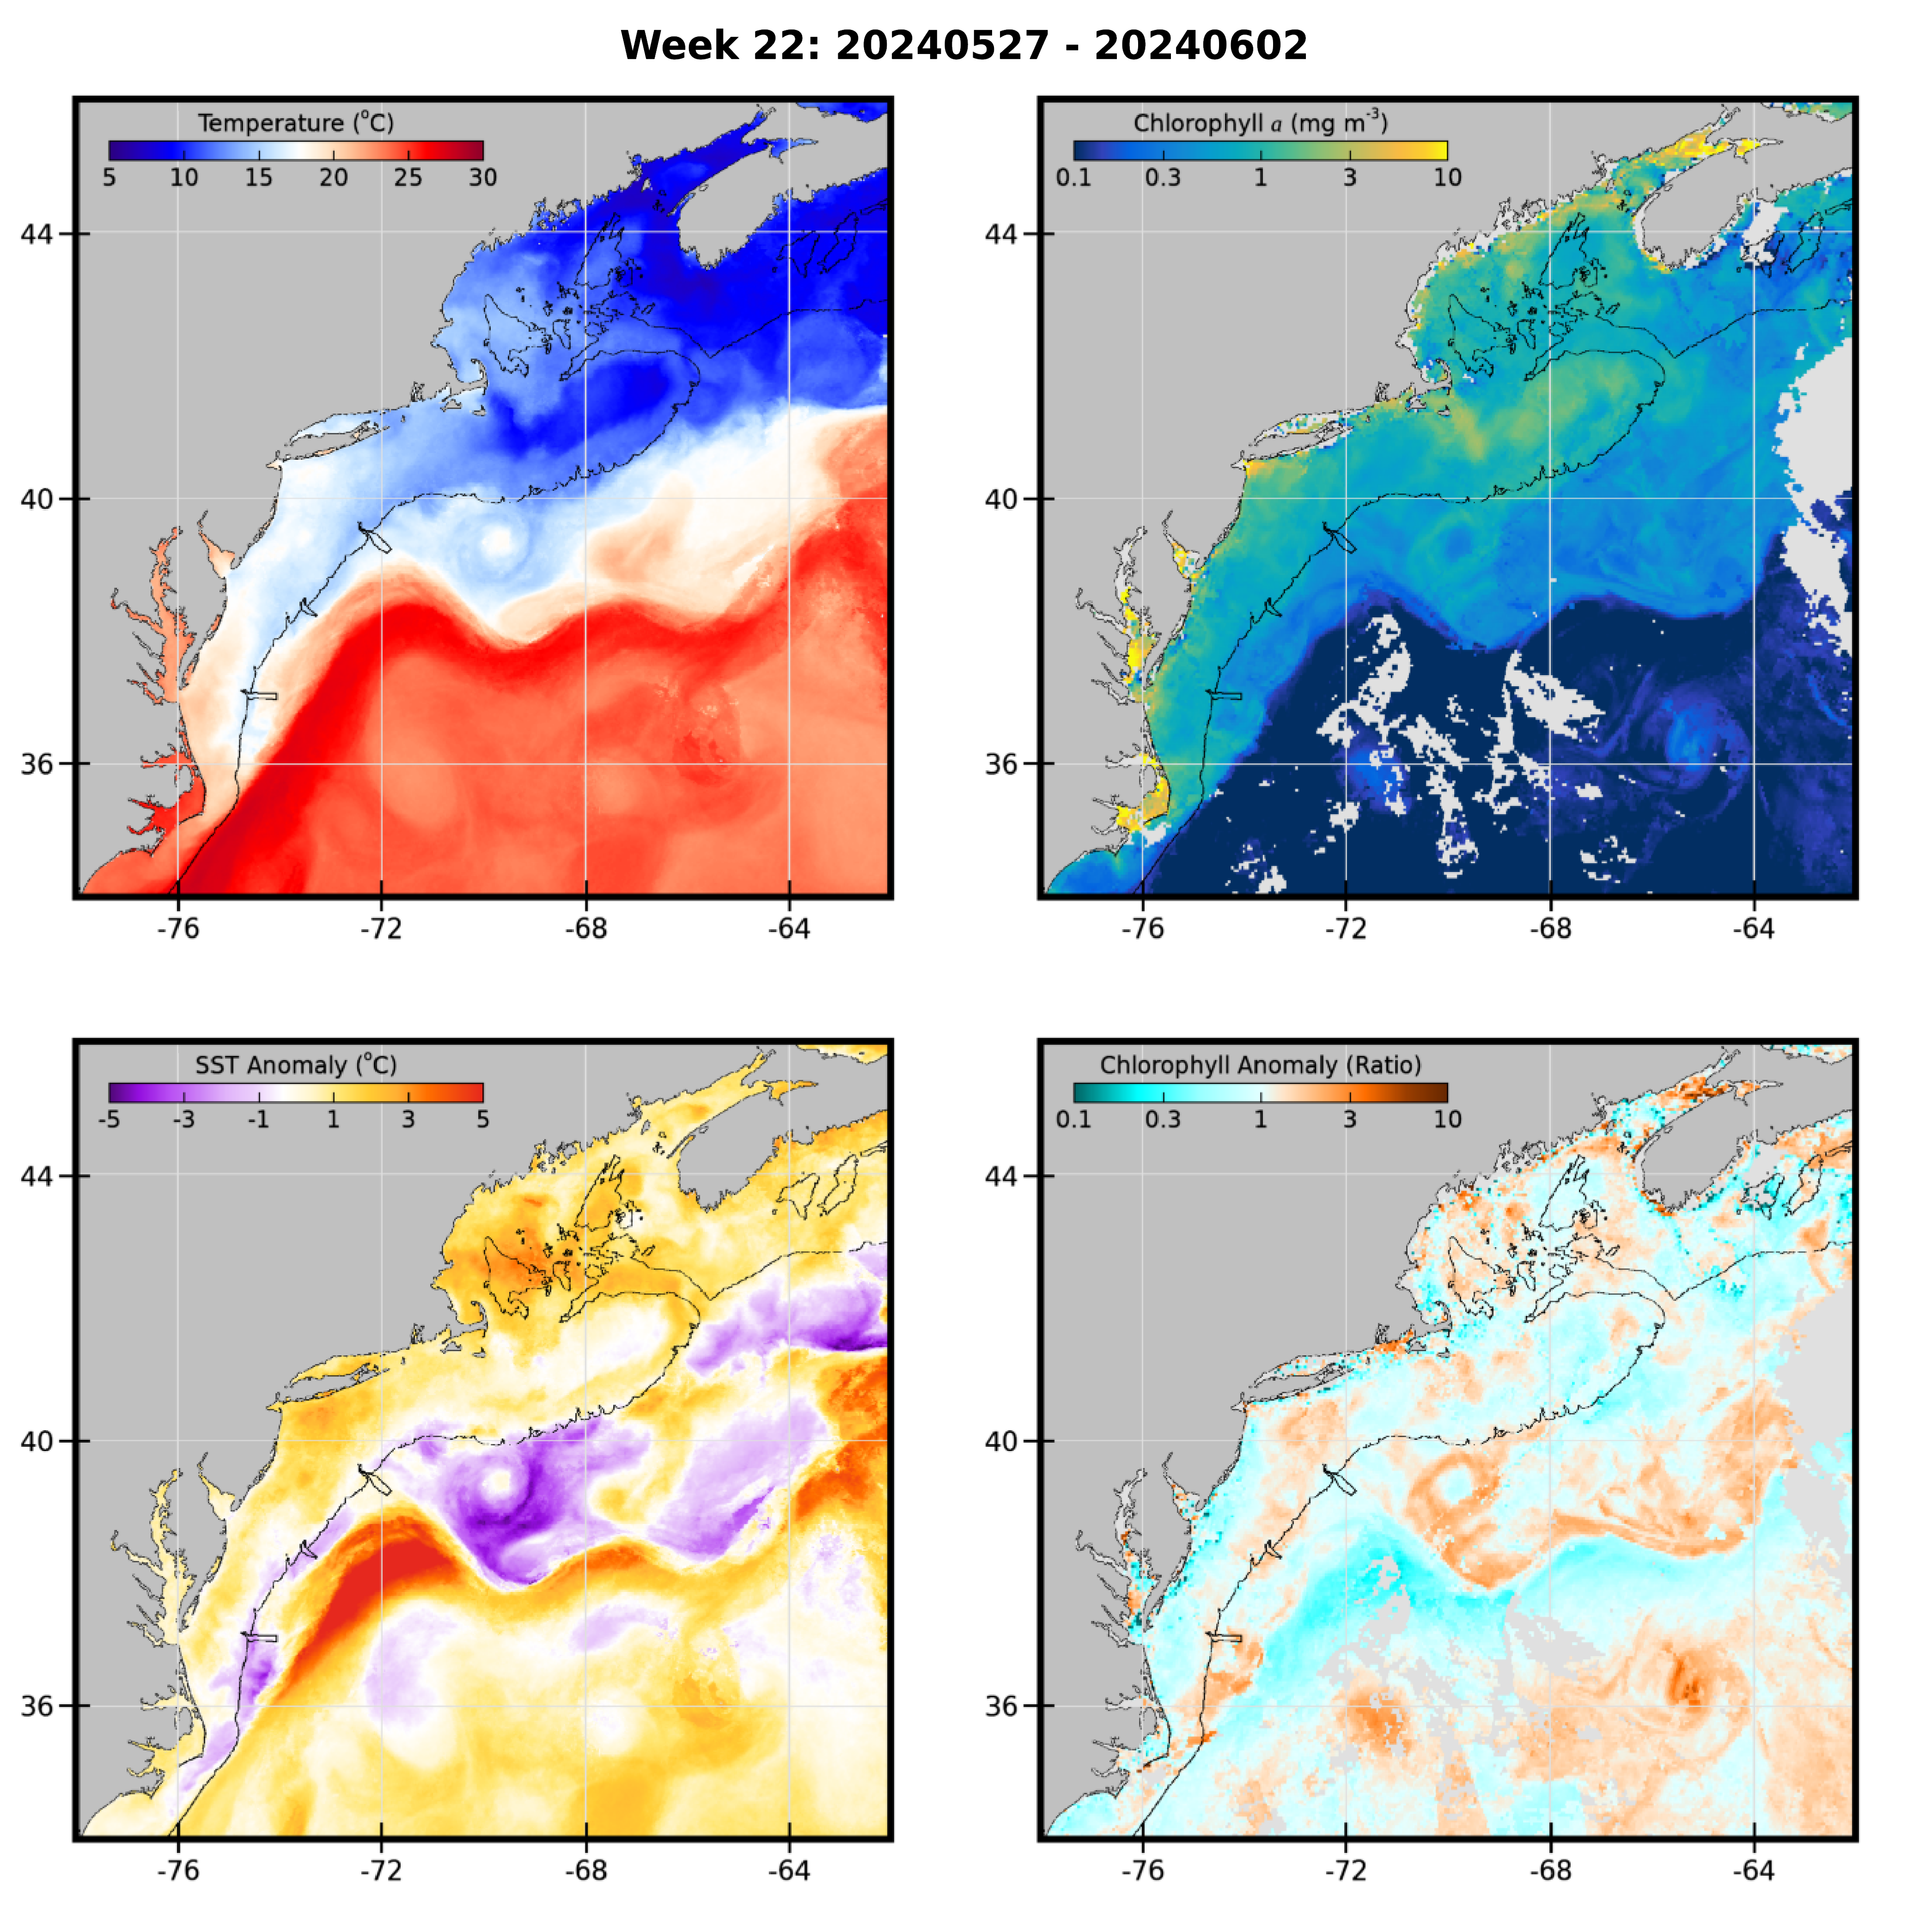 Week 22: 20240527 - 20240602
Temperature (°C)
5 10 15 20 25 30
44
40
36
-76 -72 -68 -64
Chlorophyll a (mg m⁻³)
0.1 0.3 1 3 10
44
40
36
-76 -72 -68 -64
SST Anomaly (°C)
-5 -3 -1 1 3 5
44
40
36
-76 -72 -68 -64
Chlorophyll Anomaly (Ratio)
0.1 0.3 1 3 10
44
40
36
-76 -72 -68 -64